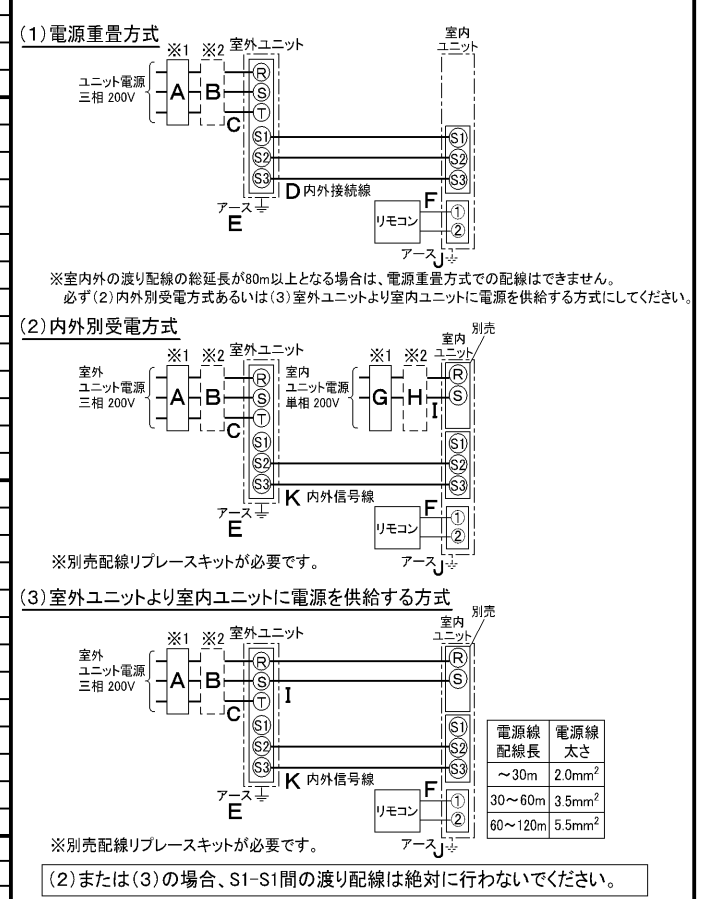 (1)電源重畳方式
※1 ※2 室外ユニット
室内
ユニット
ユニット電源
三相 200V
A B C
R
S
T
S1
S2
S3
S1
S2
S3
D 内外接続線
アース
E
リモコン
F
①
②
アース J
※室内外の渡り配線の総延長が80m以上となる場合は、電源重畳方式での配線はできません。
必ず(2)内外別受電方式あるいは(3)室外ユニットより室内ユニットに電源を供給する方式にしてください。
(2)内外別受電方式
※1 ※2 室外ユニット
※1 ※2
室内
ユニット
別売
室外
ユニット電源
三相 200V
A B C
R
S
T
S1
S2
S3
室内
ユニット電源
単相 200V
G H I
R
S
S1
S2
S3
K 内外信号線
アース
E
リモコン
F
①
②
アース J
※別売配線リプレースキットが必要です。
(3)室外ユニットより室内ユニットに電源を供給する方式
※1 ※2 室外ユニット
室内
ユニット
別売
室外
ユニット電源
三相 200V
A B C
R
S
T
S1
S2
S3
I
R
S
S1
S2
S3
K 内外信号線
アース
E
リモコン
F
①
②
アース J
電源線 電源線
配線長 太さ
～30m 2.0mm²
30～60m 3.5mm²
60～120m 5.5mm²
※別売配線リプレースキットが必要です。
(2)または(3)の場合、S1-S1間の渡り配線は絶対に行わないでください。